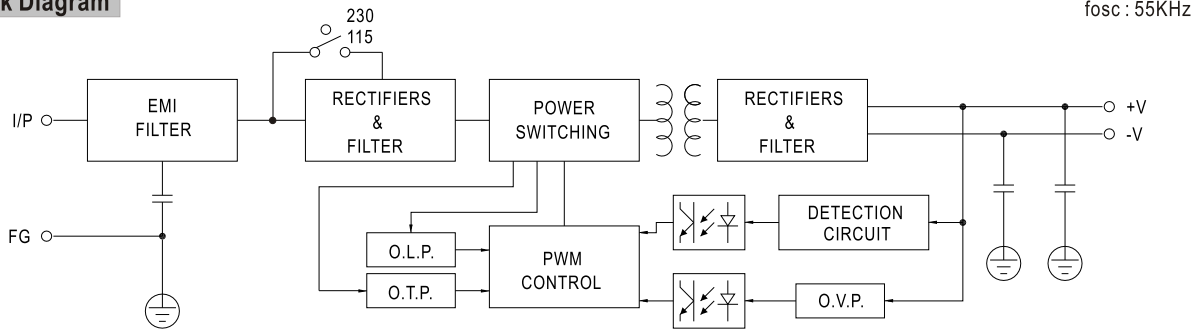 k Diagram
fosc : 55KHz
230
115
I/P
EMI
FILTER
RECTIFIERS
&
FILTER
POWER
SWITCHING
RECTIFIERS
&
FILTER
+V
-V
FG
O.L.P.
O.T.P.
PWM
CONTROL
DETECTION
CIRCUIT
O.V.P.